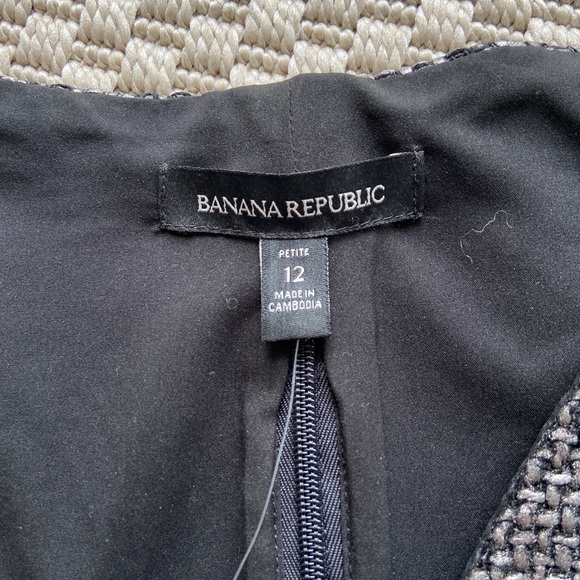 BANANA REPUBLIC
PETITE
12
MADE IN
CAMBODIA